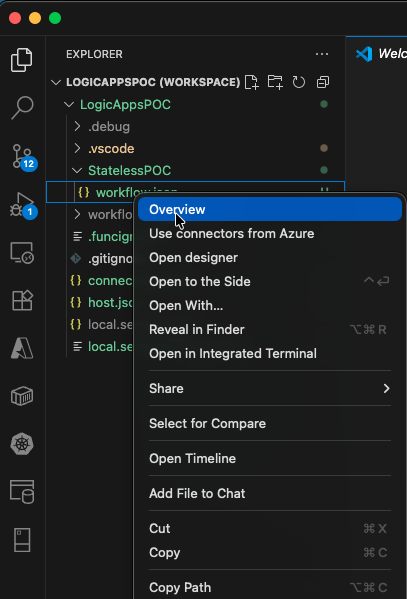 EXPLORER
Welc
LOGICAPPSPOC (WORKSPACE)
LogicAppsPOC
.debug
.vscode
StatelessPOC
workflow.json
U
workflo
.funcign
.gitigno
connec
host.jsc
local.se
local.se
12
1
Overview
Use connectors from Azure
Open designer
Open to the Side ⌃⏎
Open With...
Reveal in Finder ⌥⌘R
Open in Integrated Terminal
Share
Select for Compare
Open Timeline
Add File to Chat
Cut ⌘X
Copy ⌘C
Copy Path ⌥⌘C